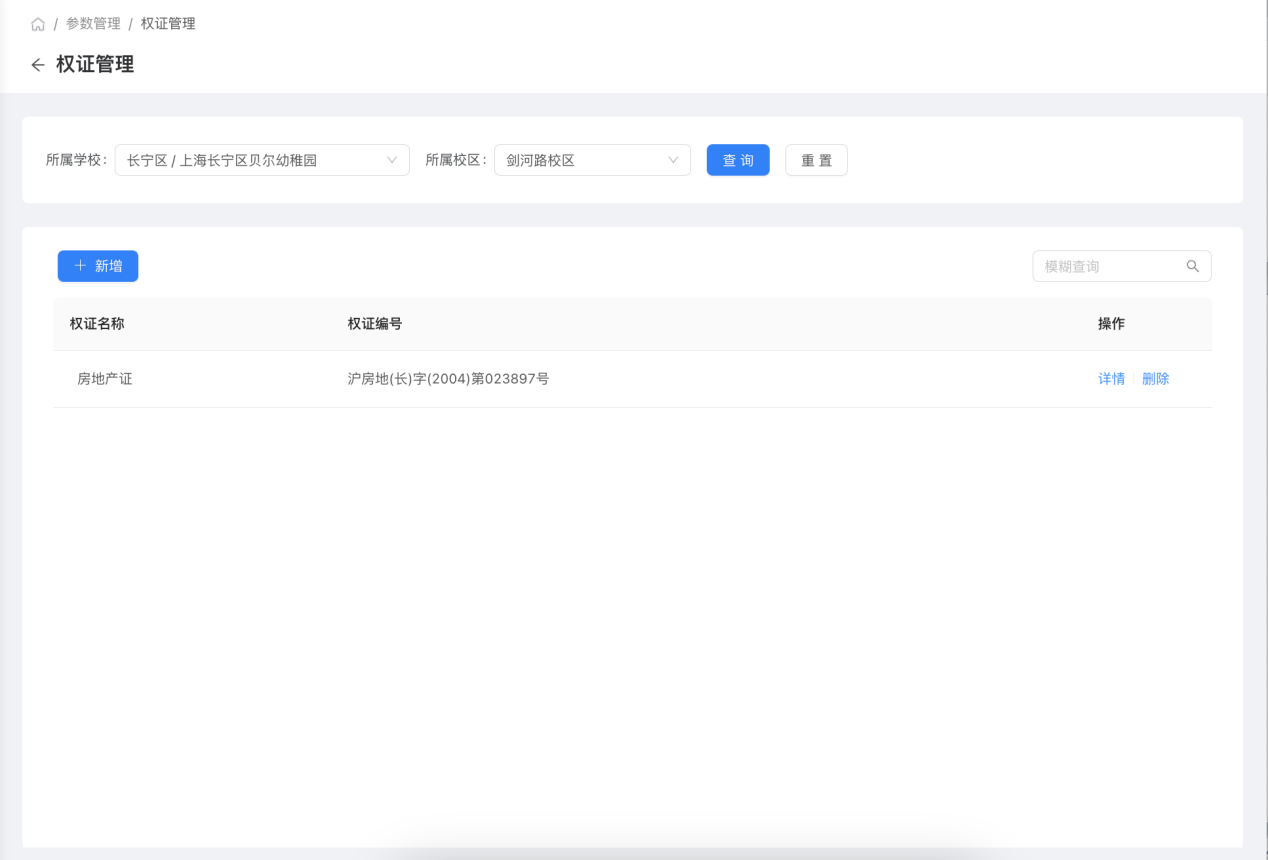 / 参数管理 / 权证管理
权证管理
所属学校: 长宁区 / 上海长宁区贝尔幼稚园 所属校区: 剑河路校区 查 询 重 置
新增 模糊查询
权证名称 权证编号 操作
房地产证 沪房地(长)字(2004)第023897号 详情 删除